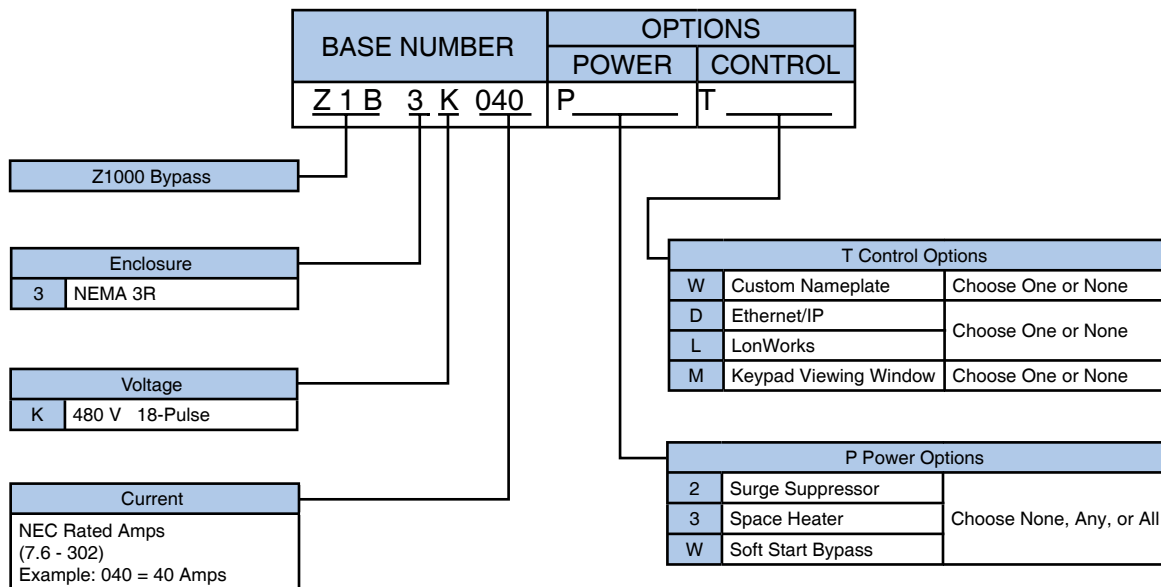 BASE NUMBER
OPTIONS
POWER
CONTROL
Z 1 B 3 K 040
P
T
Z1000 Bypass
Enclosure
3 NEMA 3R
Voltage
K 480 V 18-Pulse
Current
NEC Rated Amps
(7.6 - 302)
Example: 040 = 40 Amps
T Control Options
W Custom Nameplate Choose One or None
D Ethernet/IP
Choose One or None
L LonWorks
M Keypad Viewing Window Choose One or None
P Power Options
2 Surge Suppressor
3 Space Heater Choose None, Any, or All
W Soft Start Bypass